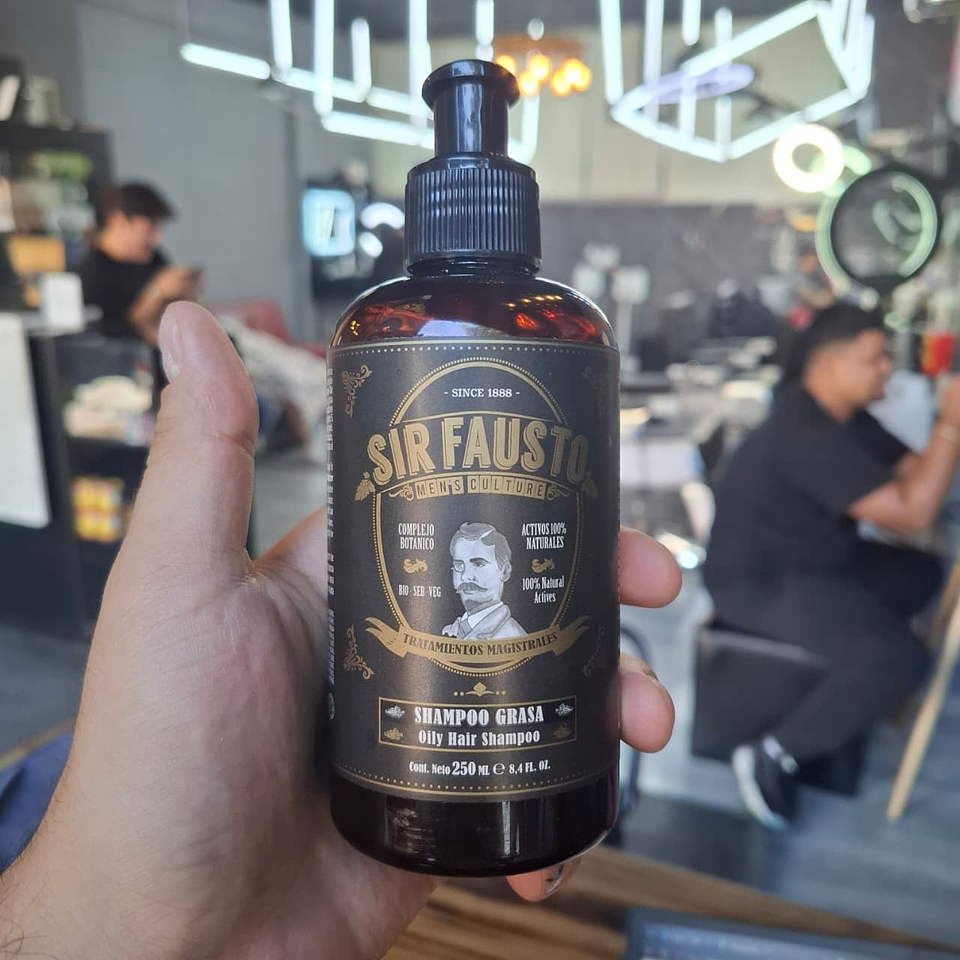 - SINCE 1888 -
SIR FAUSTO
MEN'S CULTURE
COMPLEJO
BOTANICO
BIO · SEB · VEG
ACTIVOS 100%
NATURALES
100% Natural
Actives
TRATAMIENTOS MAGISTRALES
SHAMPOO GRASA
Oily Hair Shampoo
Cont. Neto 250 ML ℮ 8,4 FL. OZ.